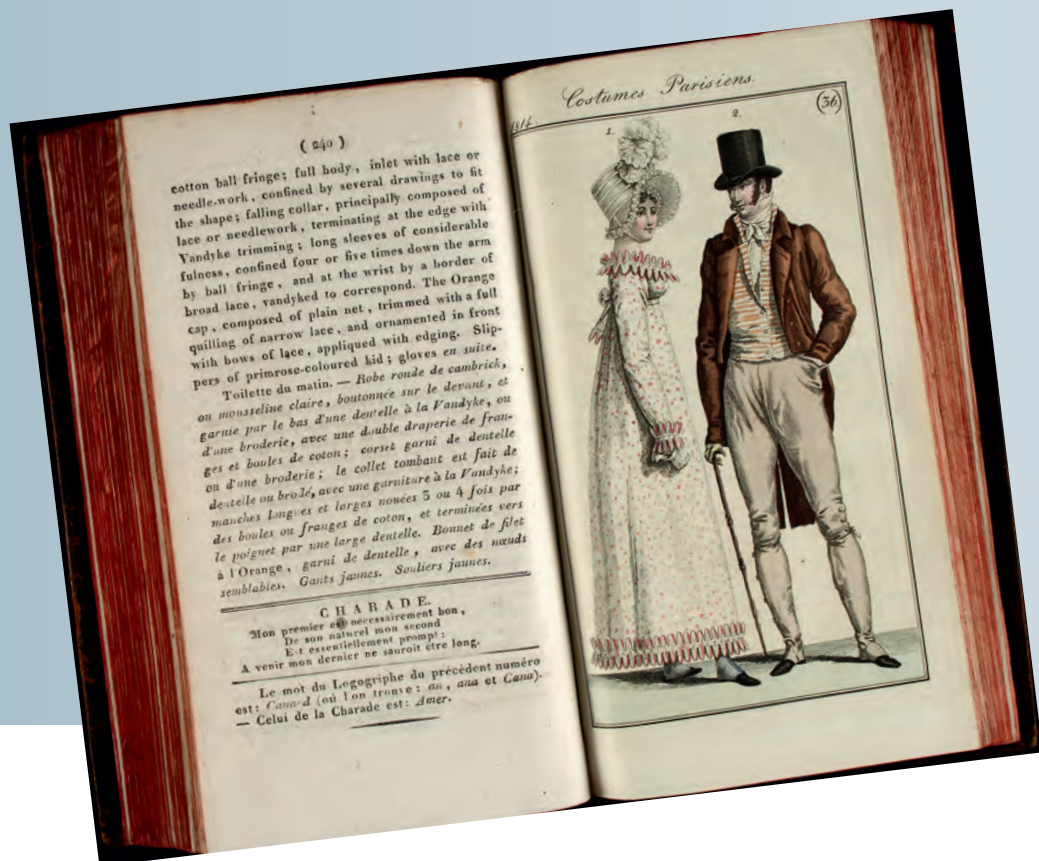 ( 240 )
cotton ball fringe; full body, inlet with lace or
needle-work, confined by several drawings to fit
the shape; falling collar, principally composed of
lace or needlework, terminating at the edge with
Vandyke trimming; long sleeves of considerable
fulness, confined four or five times down the arm
by ball fringe, and at the wrist by a border of
broad lace, vandyked to correspond. The Orange
cap, composed of plain net, trimmed with a full
quilling of narrow lace, and ornamented in front
with bows of lace, appliqued with edging. Slip-
pers of primrose-coloured kid; gloves en suite.
Toilette du matin. — Robe ronde de cambrick,
ou mousseline claire, boutonnée sur le devant, et
garnie par le bas d'une dentelle à la Vandyke, ou
d'une broderie, avec une double draperie de fran-
ges et boules de coton; corset garni de dentelle
ou d'une broderie; le collet tombant est fait de
dentelle ou brodé, avec une garniture à la Vandyke;
manches longues et larges nouées 3 ou 4 fois par
des boules ou franges de coton, et terminées vers
le poignet par une large dentelle. Bonnet de filet
à l'Orange, garni de dentelle, avec des nœuds
semblables. Gants jaunes. Souliers jaunes.
CHARADE.
Mon premier est nécessairement bon,
De son naturel mon second
Est essentiellement prompt:
A venir mon dernier ne sauroit être long.
Le mot du Logogriphe du précédent numéro
est: Canard (où l'on trouve: an, ana et Cana).
— Celui de la Charade est: Amer.
Costumes Parisiens.
1814.
(36)
1.
2.